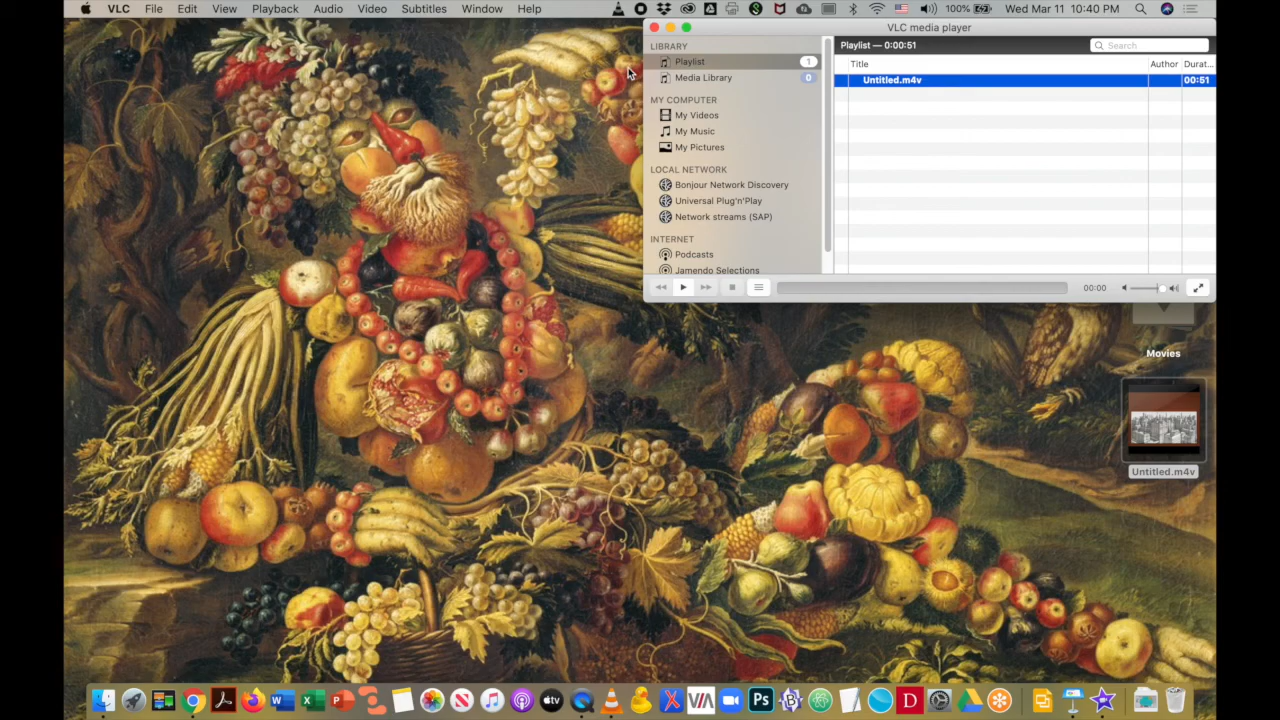 VLC File Edit View Playback Audio Video Subtitles Window Help 100% Wed Mar 11 10:40 PM
VLC media player
LIBRARY
Playlist 1
Media Library 0
MY COMPUTER
My Videos
My Music
My Pictures
LOCAL NETWORK
Bonjour Network Discovery
Universal Plug'n'Play
Network streams (SAP)
INTERNET
Podcasts
Jamendo Selections
Playlist — 0:00:51 Search
Title Author Durat...
Untitled.m4v 00:51
00:00
Movies
Untitled.m4v
W X P N tv X VIA Ps B D